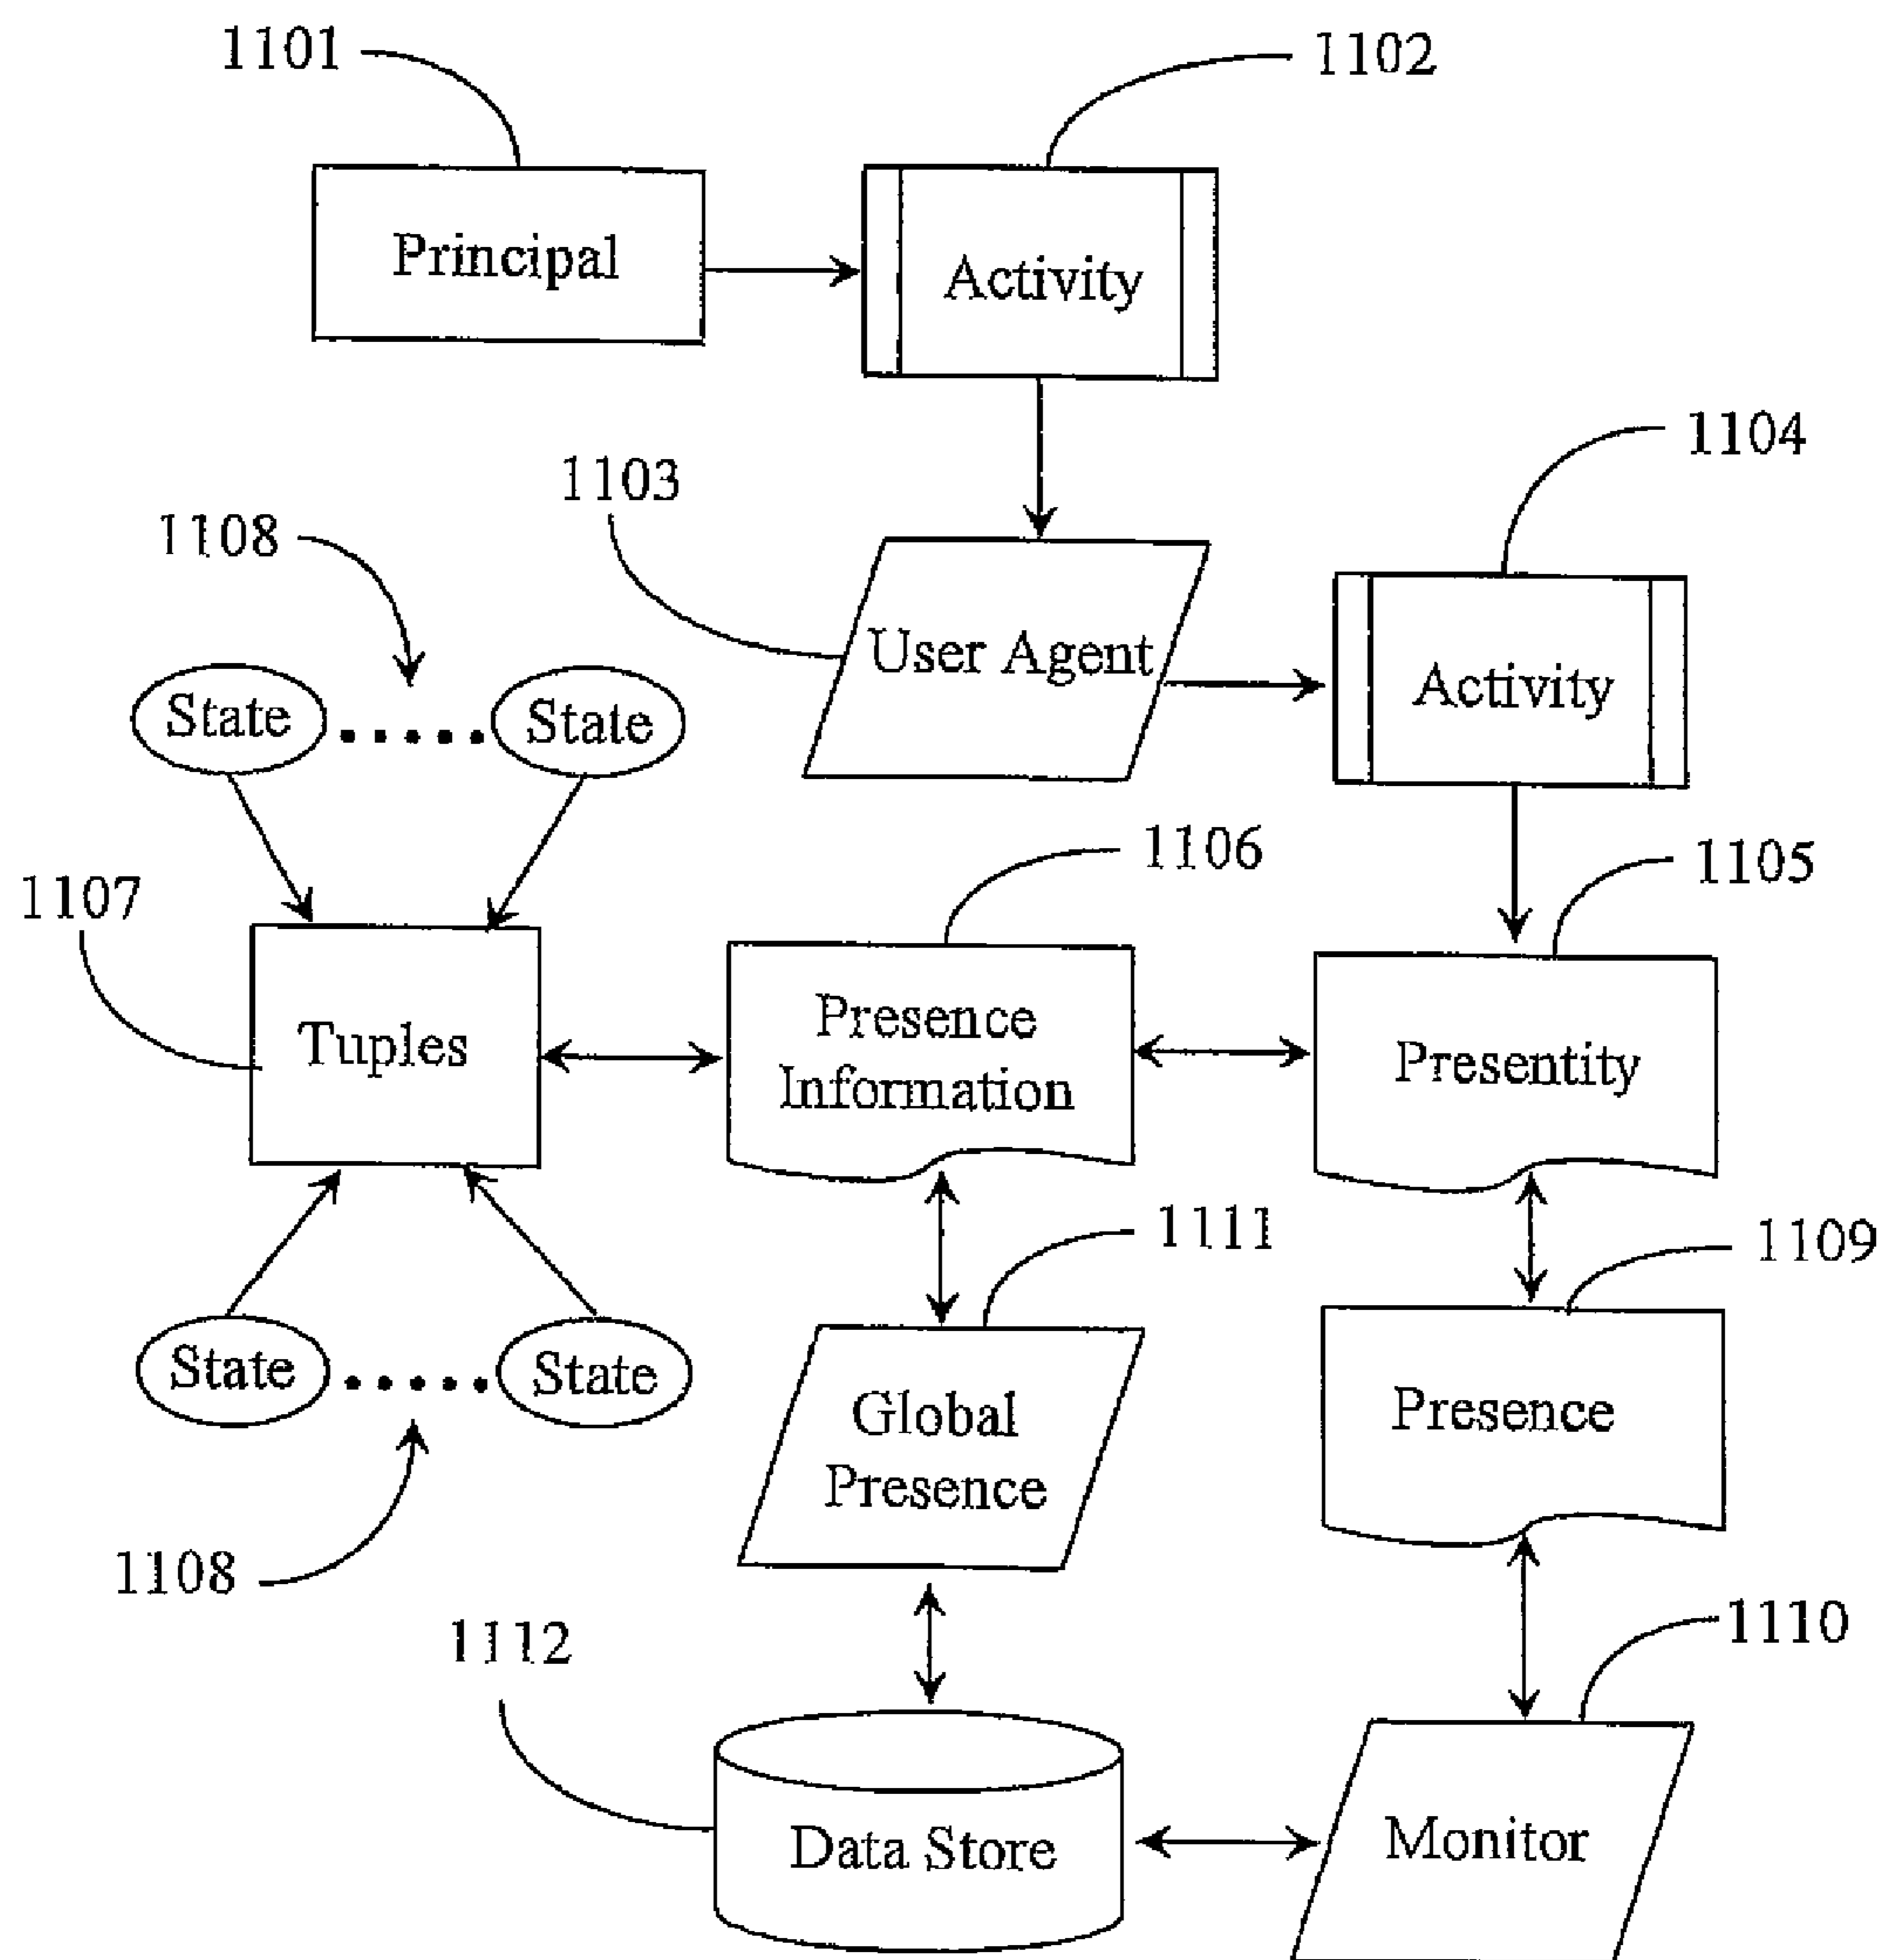 1101
1102
Principal
Activity
1103
1104
1108
User Agent
Activity
State
State
1106
1105
1107
Tuples
Presence
Information
Presentity
1111
1109
State
State
Global
Presence
Presence
1108
1112
1110
Data Store
Monitor